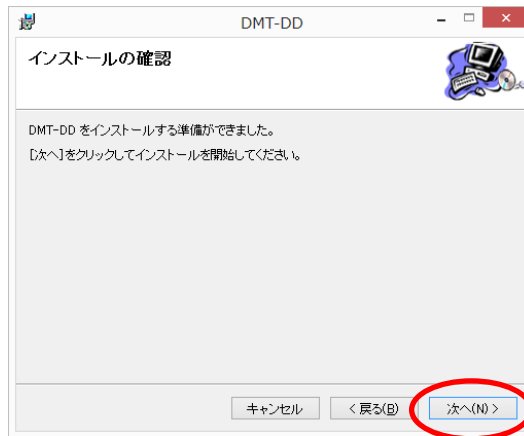 DMT-DD
インストールの確認
DMT-DD をインストールする準備ができました。
[次へ]をクリックしてインストールを開始してください。
キャンセル
< 戻る(B)
次へ(N) >